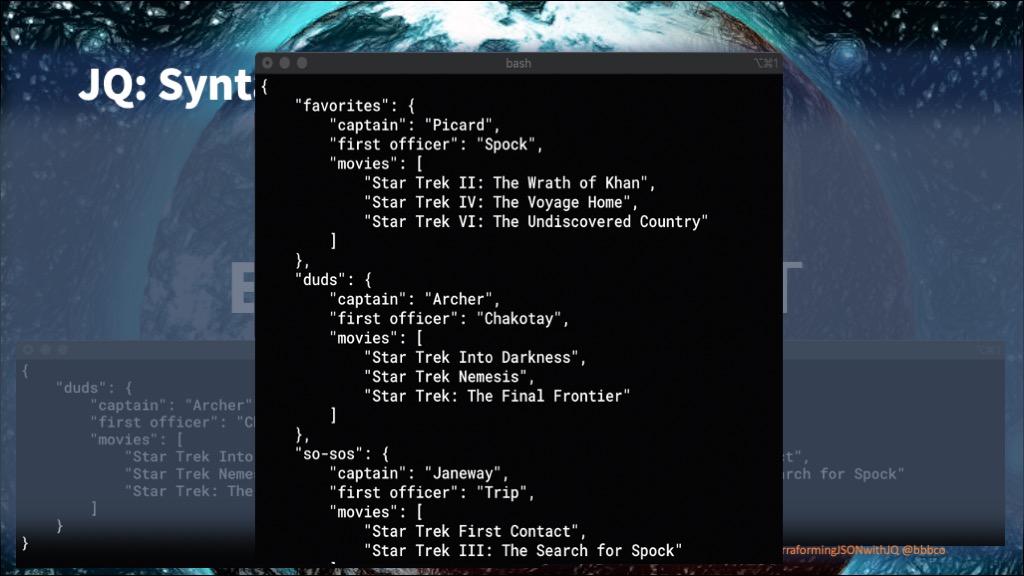 JQ: Synt
bash
⌥⌘1
{
"favorites": {
"captain": "Picard",
"first officer": "Spock",
"movies": [
"Star Trek II: The Wrath of Khan",
"Star Trek IV: The Voyage Home",
"Star Trek VI: The Undiscovered Country"
]
},
"duds": {
"captain": "Archer",
"first officer": "Chakotay",
"movies": [
"Star Trek Into Darkness",
"Star Trek Nemesis",
"Star Trek: The Final Frontier"
]
},
"so-sos": {
"captain": "Janeway",
"first officer": "Trip",
"movies": [
"Star Trek First Contact",
"Star Trek III: The Search for Spock"
{
"duds": {
"captain": "Archer"
"first officer": "C
"movies": [
"Star Trek Into
"Star Trek Neme
"Star Trek: The
]
}
}
ct",
rch for Spock"
rraformingJSONwithJQ @bbbco